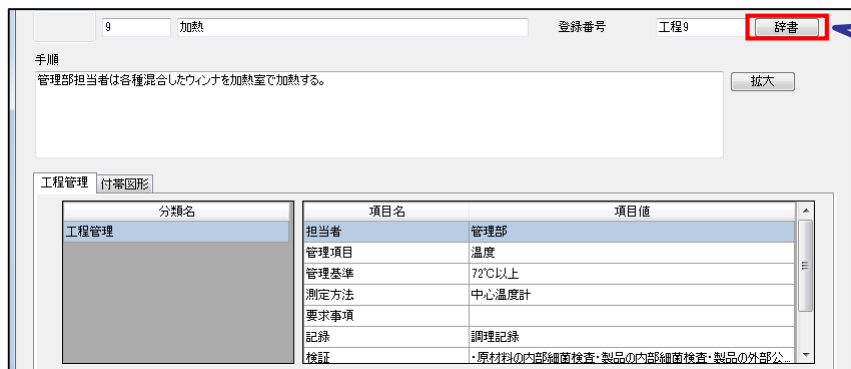 9 加熱 登録番号 工程9 辞書
手順
管理部担当者は各種混合したウィンナを加熱室で加熱する。
拡大
工程管理 付帯図形
分類名 項目名 項目値
工程管理 担当者 管理部
管理項目 温度
管理基準 72℃以上
測定方法 中心温度計
要求事項
記録 調理記録
検証 ・原材料の内部細菌検査・製品の内部細菌検査・製品の外部公...